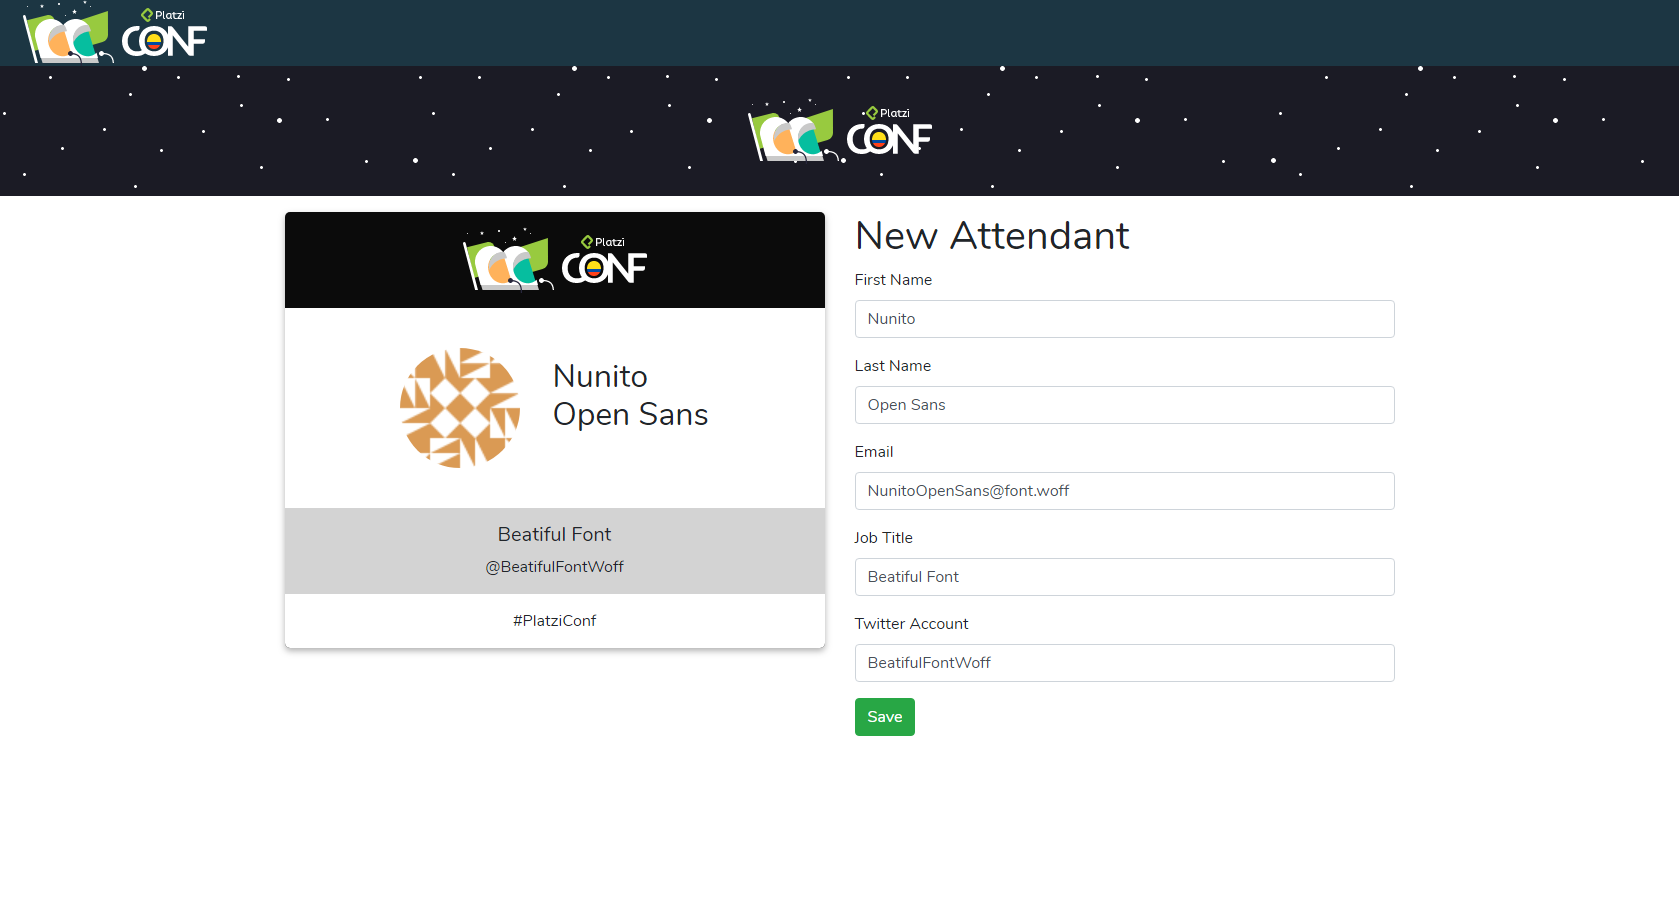 Platzi
CONF
Platzi
CONF
Platzi
CONF
Nunito
Open Sans
Beatiful Font
@BeatifulFontWoff
#PlatziConf
New Attendant
First Name
Nunito
Last Name
Open Sans
Email
NunitoOpenSans@font.woff
Job Title
Beatiful Font
Twitter Account
BeatifulFontWoff
Save